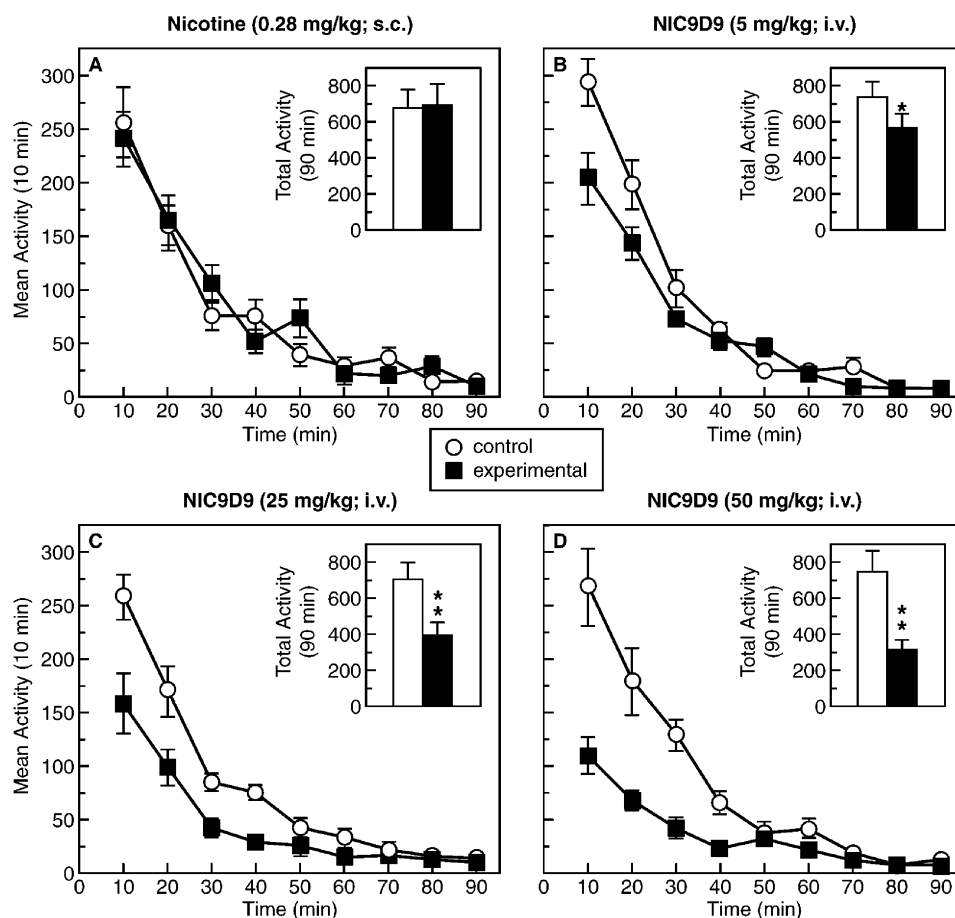 Nicotine (0.28 mg/kg; s.c.)
A
Mean Activity (10 min)
300
250
200
150
100
50
0
10 20 30 40 50 60 70 80 90
Time (min)
Total Activity
(90 min)
800
600
400
200
0
NIC9D9 (5 mg/kg; i.v.)
B
300
250
200
150
100
50
0
0 10 20 30 40 50 60 70 80 90
Time (min)
Total Activity
(90 min)
800
600
400
200
0
*
control
experimental
NIC9D9 (25 mg/kg; i.v.)
C
Mean Activity (10 min)
300
250
200
150
100
50
0
10 20 30 40 50 60 70 80 90
Time (min)
Total Activity
(90 min)
800
600
400
200
0
*
*
NIC9D9 (50 mg/kg; i.v.)
D
0 10 20 30 40 50 60 70 80 90
Time (min)
Total Activity
(90 min)
800
600
400
200
0
*
*